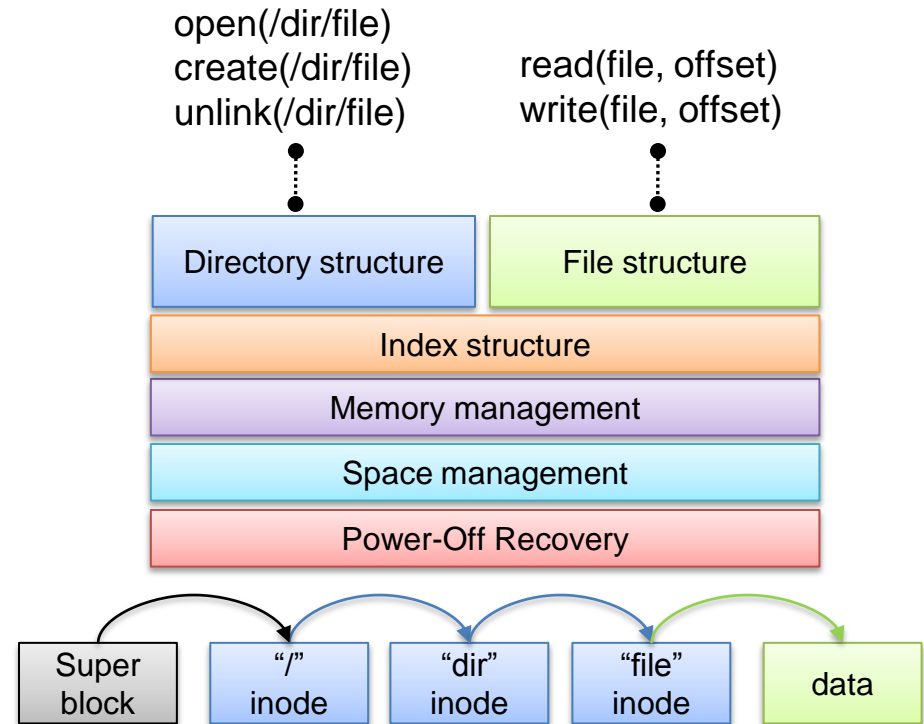 open(/dir/file)
create(/dir/file)
unlink(/dir/file)
read(file, offset)
write(file, offset)
Directory structure
File structure
Index structure
Memory management
Space management
Power-Off Recovery
Super
block
“/”
inode
“dir”
inode
“file”
inode
data